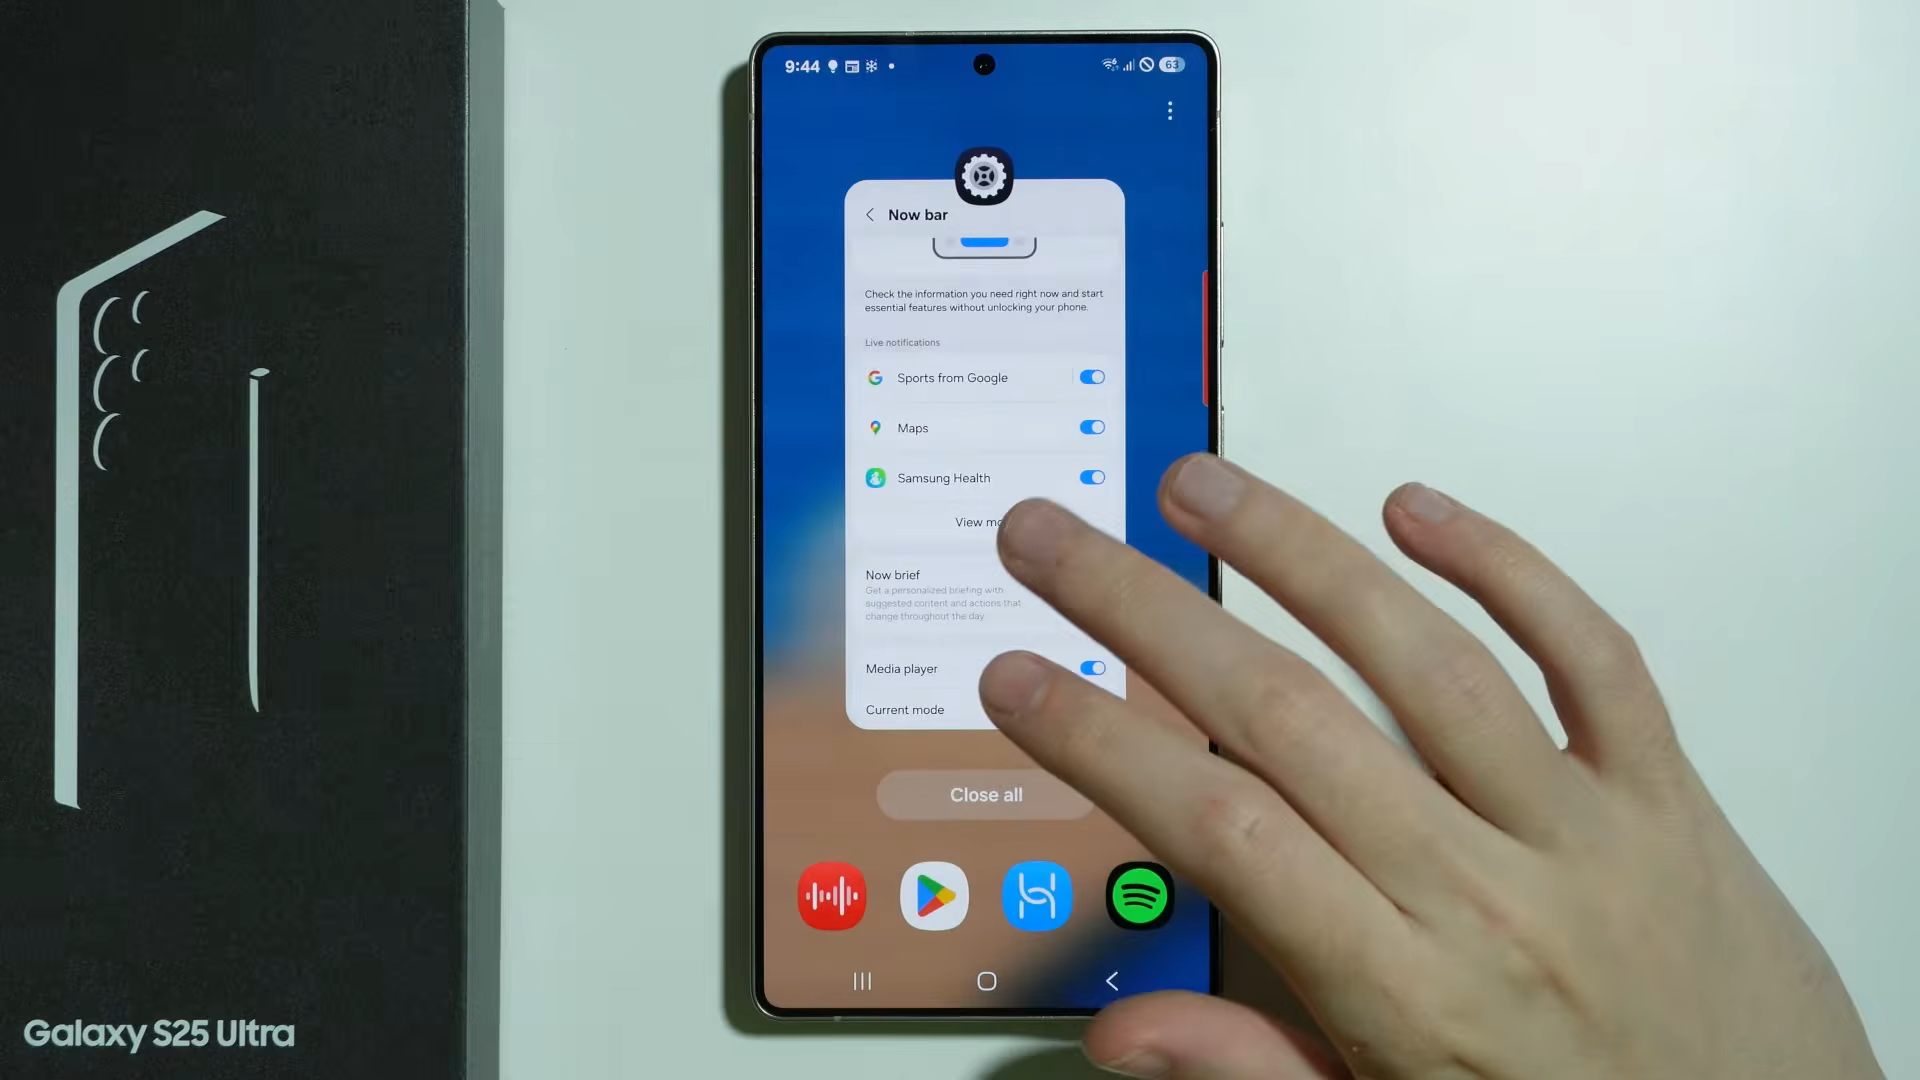 9:44
63
Now bar
Check the information you need right now and start
essential features without unlocking your phone.
Live notifications
Sports from Google
Maps
Samsung Health
View
Now brief
Get a personalized briefing with
suggested content and actions that
change throughout the day
Media player
Current mode
Close all
Galaxy S25 Ultra